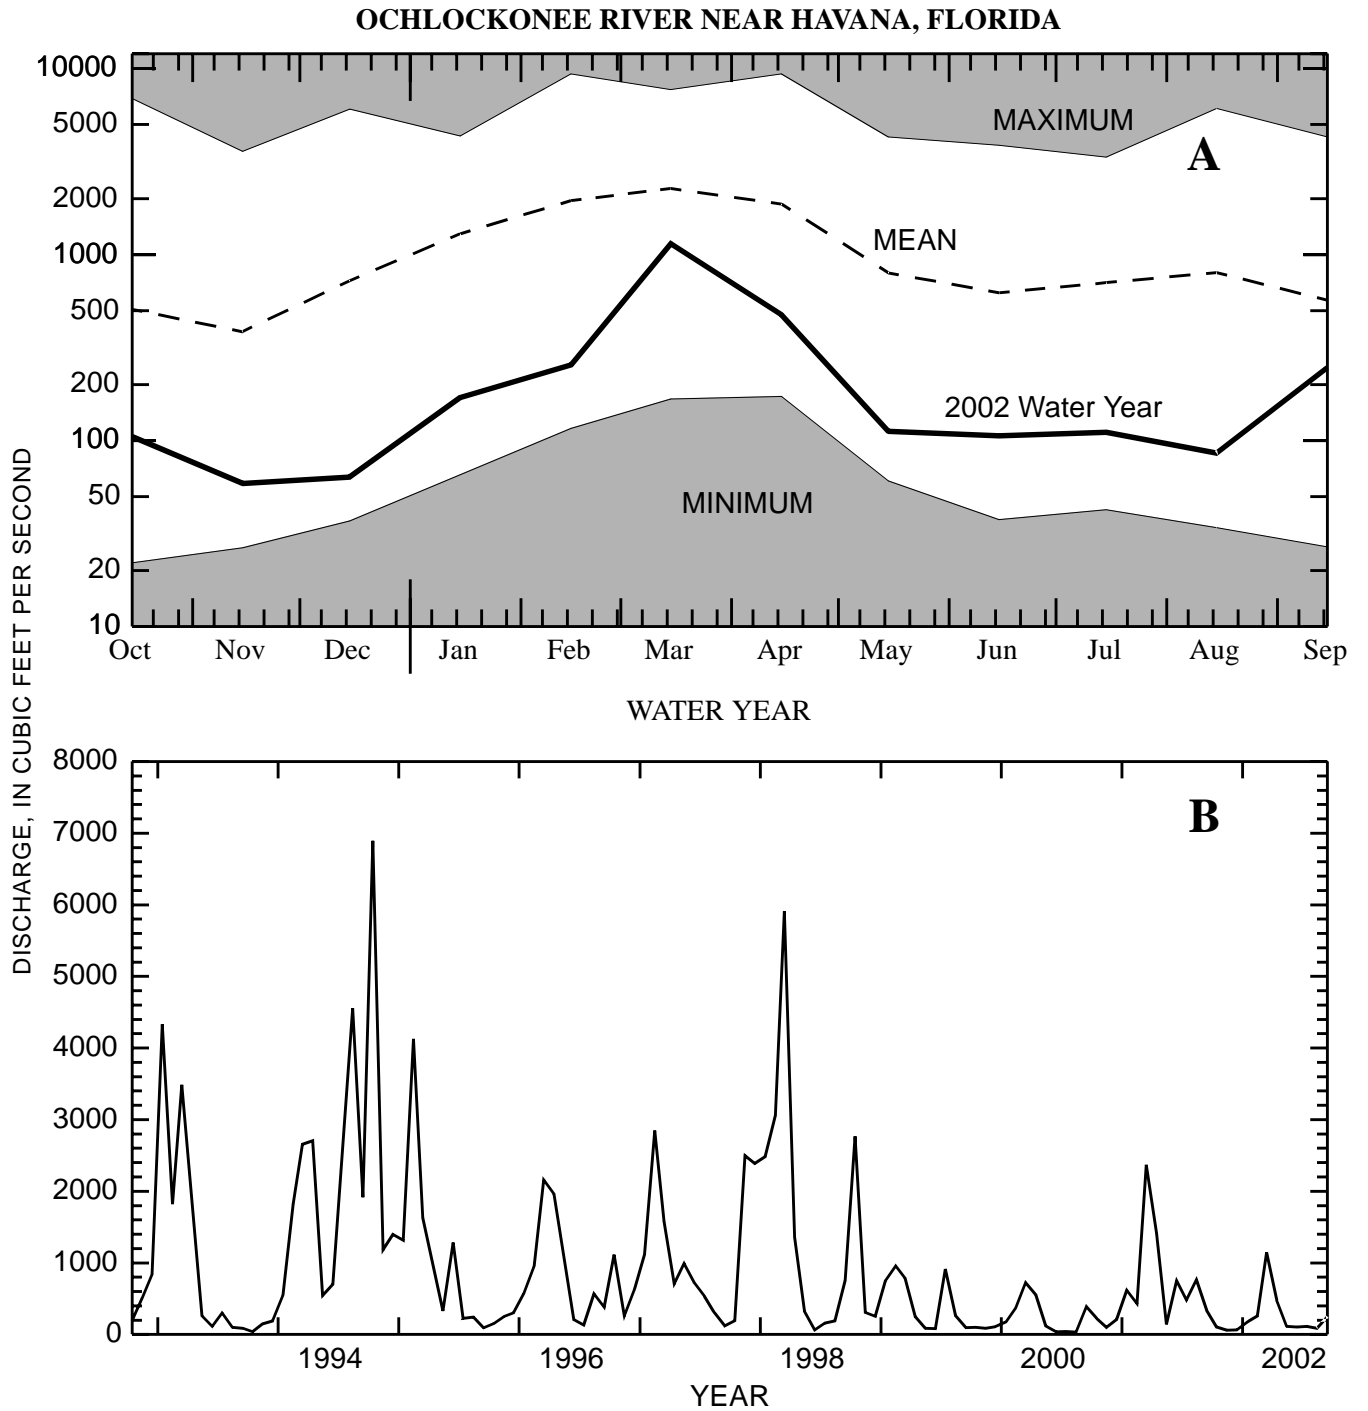 OCHLOCKONEE RIVER NEAR HAVANA, FLORIDA
10000
5000
2000
1000
500
200
100
50
20
10
MAXIMUM
A
MEAN
2002 Water Year
MINIMUM
Oct Nov Dec Jan Feb Mar Apr May Jun Jul Aug Sep
WATER YEAR
DISCHARGE, IN CUBIC FEET PER SECOND
8000
7000
6000
5000
4000
3000
2000
1000
0
B
1994 1996 1998 2000 2002
YEAR